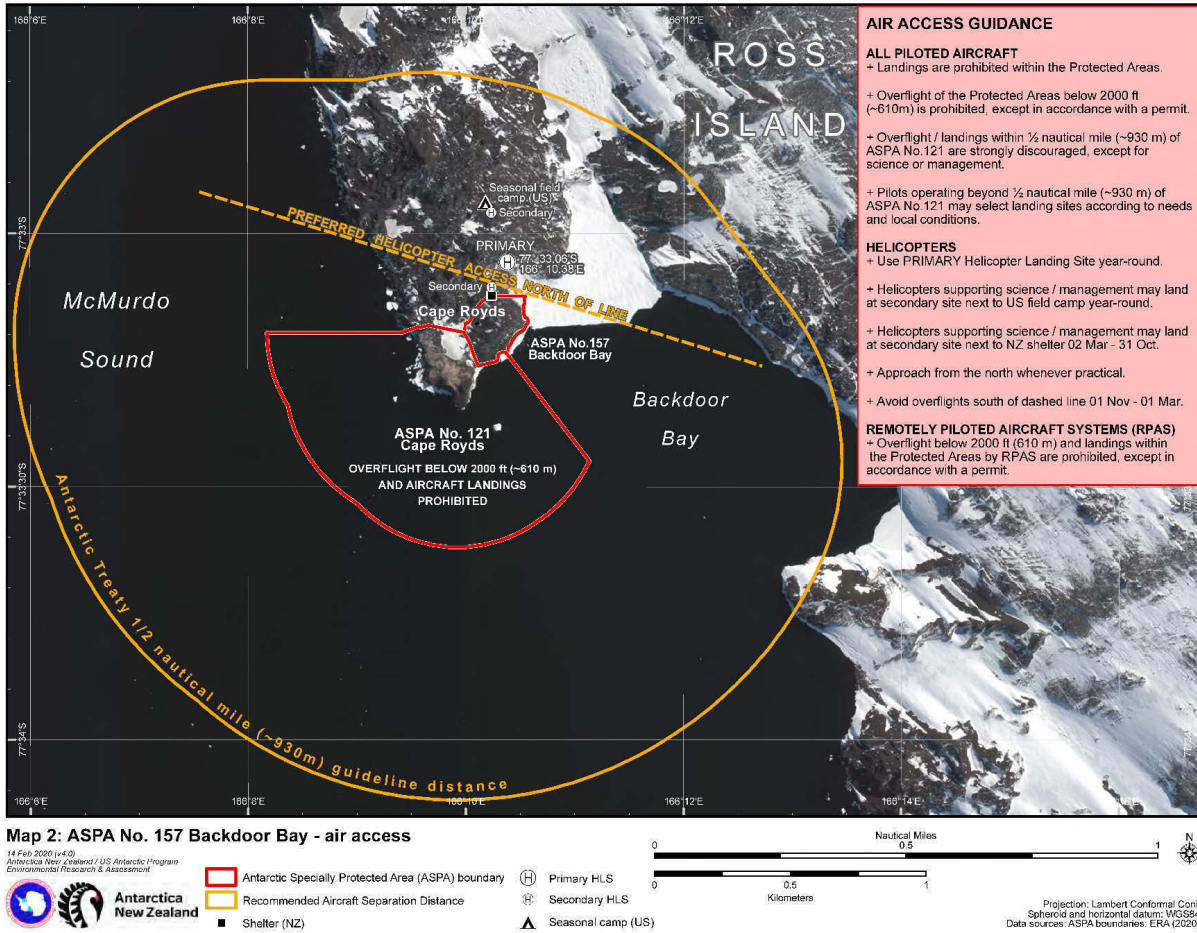 166°6'E
166°8'E
166°10'E
166°12'E
ROSS
ISLAND
Seasonal field
camp (US)
Secondary
77°33'S
PREFERRED HELICOPTER ACCESS NORTH OF LINE
PRIMARY
77° 33.06'S
166° 10.38'E
Secondary
Cape Royds
McMurdo
Sound
ASPA No.157
Backdoor Bay
Backdoor
Bay
ASPA No. 121
Cape Royds
OVERFLIGHT BELOW 2000 ft (~610 m)
AND AIRCRAFT LANDINGS
PROHIBITED
77°33'30"S
Antarctic Treaty 1/2 nautical mile (~930m) guideline distance
77°34'S
166°6'E
166°8'E
166°10'E
166°12'E
166°14'E
AIR ACCESS GUIDANCE
ALL PILOTED AIRCRAFT
+ Landings are prohibited within the Protected Areas.
+ Overflight of the Protected Areas below 2000 ft
(~610m) is prohibited, except in accordance with a permit.
+ Overflight / landings within ½ nautical mile (~930 m) of
ASPA No.121 are strongly discouraged, except for
science or management.
+ Pilots operating beyond ½ nautical mile (~930 m) of
ASPA No.121 may select landing sites according to needs
and local conditions.
HELICOPTERS
+ Use PRIMARY Helicopter Landing Site year-round.
+ Helicopters supporting science / management may land
at secondary site next to US field camp year-round.
+ Helicopters supporting science / management may land
at secondary site next to NZ shelter 02 Mar - 31 Oct.
+ Approach from the north whenever practical.
+ Avoid overflights south of dashed line 01 Nov - 01 Mar.
REMOTELY PILOTED AIRCRAFT SYSTEMS (RPAS)
+ Overflight below 2000 ft (610 m) and landings within
the Protected Areas by RPAS are prohibited, except in
accordance with a permit.
Map 2: ASPA No. 157 Backdoor Bay - air access
14 Feb 2020 (v4.0)
Antarctica New Zealand / US Antarctic Program
Environmental Research & Assessment
Antarctica
New Zealand
Antarctic Specially Protected Area (ASPA) boundary
Recommended Aircraft Separation Distance
Shelter (NZ)
H Primary HLS
H Secondary HLS
Seasonal camp (US)
Nautical Miles
0 0.5 1
0 0.5 1
Kilometers
N
Projection: Lambert Conformal Coni
Spheroid and horizontal datum: WGS84
Data sources: ASPA boundaries: ERA (2020